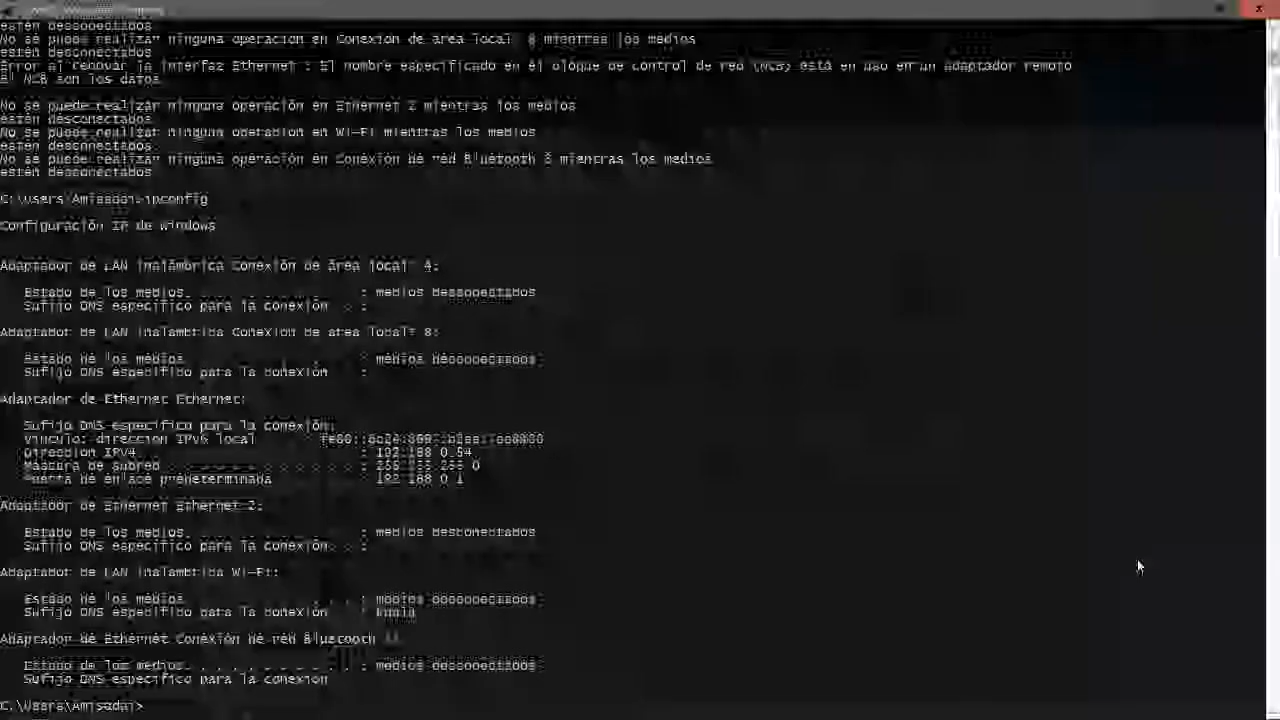 estén desconectados
No se puede realizar ninguna operación en Conexión de área local 8 mientras los medios
estén desconectados
Error al renovar la interfaz Ethernet : El nombre especificado en el bloque de control de red (NCB) está en uso en un adaptador remoto
El NCB son los datos
No se puede realizar ninguna operación en Ethernet 2 mientras los medios
estén desconectados
No se puede realizar ninguna operación en Wi-Fi mientras los medios
estén desconectados
No se puede realizar ninguna operación en Conexión de red Bluetooth 3 mientras los medios
estén desconectados
C:\Users\Amisadai>ipconfig
Configuración IP de Windows
Adaptador de LAN inalámbrica Conexión de área local* 4:
Estado de los medios. : medios desconectados
Sufijo DNS específico para la conexión . . :
Adaptador de LAN inalámbrica Conexión de área local* 8:
Estado de los medios : medios desconectados
Sufijo DNS específico para la conexión :
Adaptador de Ethernet Ethernet:
Sufijo DNS específico para la conexión.
Vínculo: dirección IPv6 local
Dirección IPv4 : 192.168.0.54
Máscara de subred . . . . . . . . . . . . : 255.255.255.0
Puerta de enlace predeterminada : 192.168.0.1
Adaptador de Ethernet Ethernet 2:
Estado de los medios. : medios desconectados
Sufijo DNS específico para la conexión. . . :
Adaptador de LAN inalámbrica Wi-Fi:
Estado de los medios . . : medios desconectados
Sufijo DNS específico para la conexión :
Adaptador de Ethernet Conexión de red Bluetooth
Estado de los medios. . . . . . . . . . : medios desconectados
Sufijo DNS específico para la conexión
C:\Users\Amisadai>